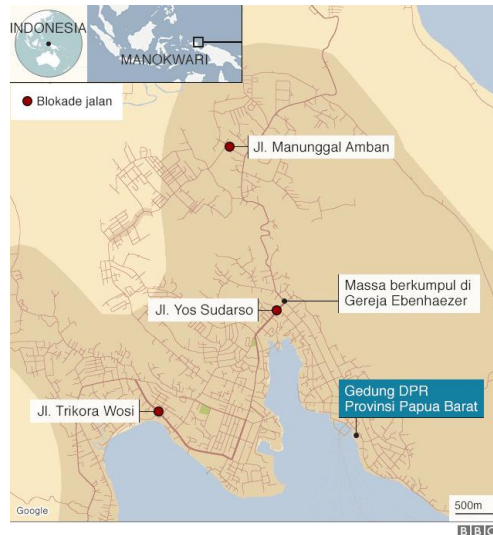 INDONESIA
MANOKWARI
Blokade jalan
Jl. Manunggal Amban
Massa berkumpul di
Gereja Ebenhaezer
Jl. Yos Sudarso
Gedung DPR
Provinsi Papua Barat
Jl. Trikora Wosi
500m
Google
BBC